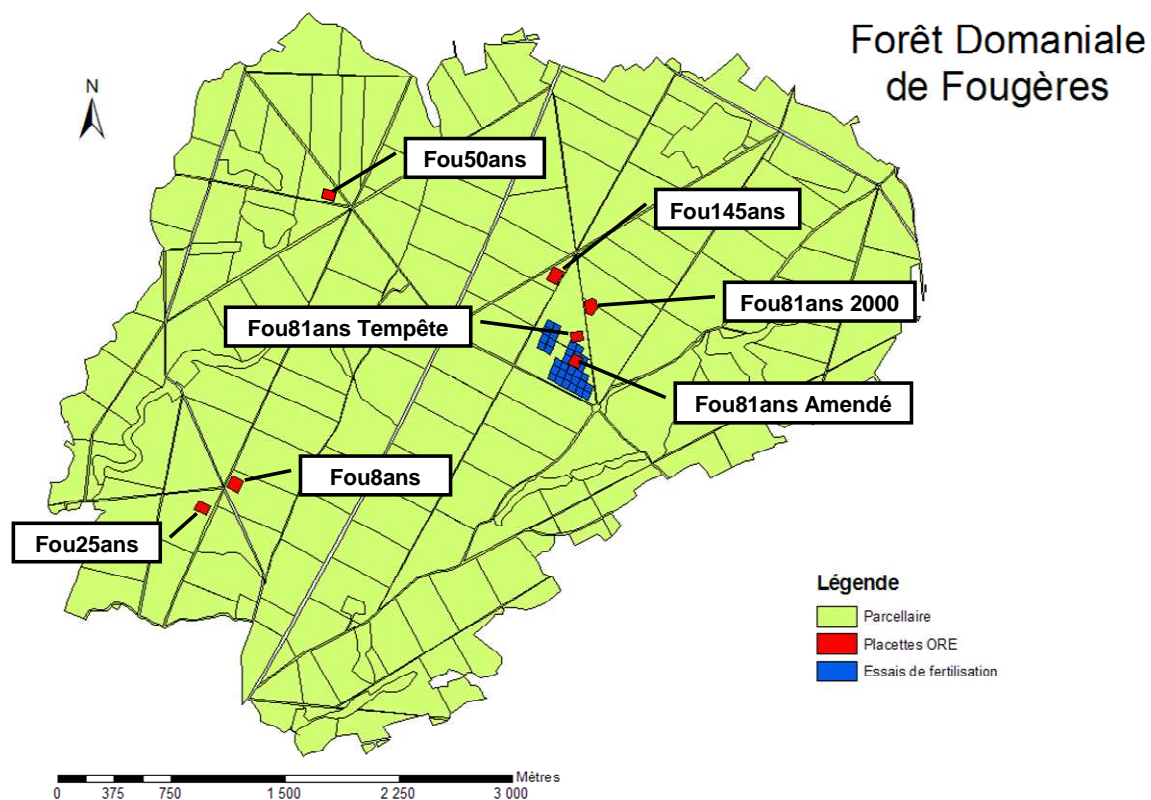 Forêt Domaniale
de Fougères
N
Fou50ans
Fou145ans
Fou81ans 2000
Fou81ans Tempête
Fou81ans Amendé
Fou8ans
Fou25ans
Légende
Parcellaire
Placettes ORE
Essais de fertilisation
Mètres
0 375 750 1 500 2 250 3 000